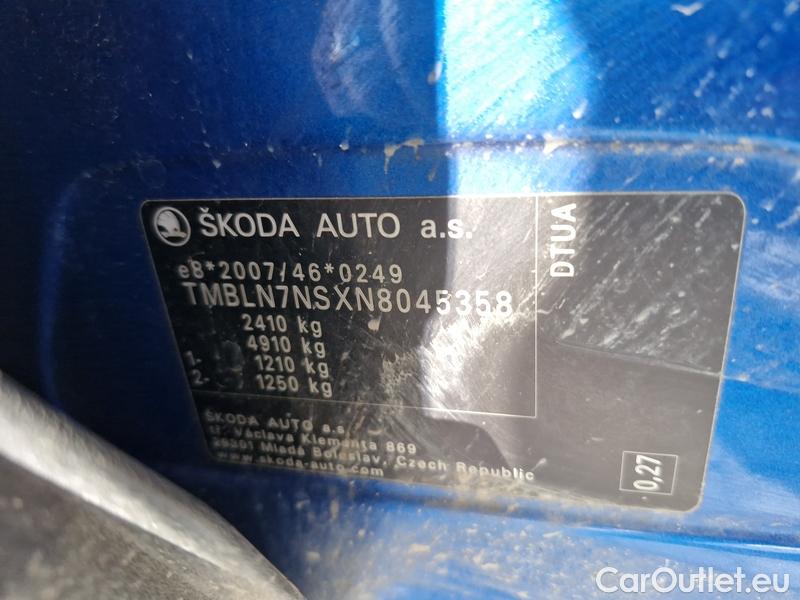 ŠKODA AUTO a.s.
e8*2007/46*0249
TMBLN7NSXN8045358
2410 kg
4910 kg
1. 1210 kg
2. 1250 kg
ŠKODA AUTO a.s.
tř. Václava Klementa 869
29301 Mladá Boleslav, Czech Republic
www.skoda-auto.com
DTUA
0,27
CarOutlet.eu